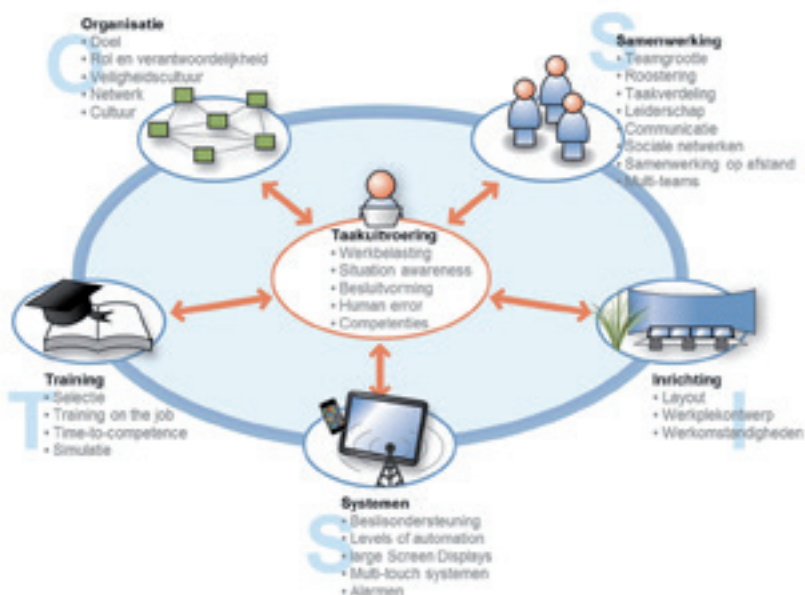 O
Organisatie
• Doel
• Rol en verantwoordelijkheid
• Veiligheidscultuur
• Netwerk
• Cultuur
S
Samenwerking
• Teamgrootte
• Roostering
• Taakverdeling
• Leiderschap
• Communicatie
• Sociale netwerken
• Samenwerking op afstand
• Multi-teams
Taakuitvoering
• Werkbelasting
• Situation awareness
• Besluitvorming
• Human error
• Competenties
T
Training
• Selectie
• Training on the job
• Time-to-competence
• Simulatie
I
Inrichting
• Layout
• Werkplekontwerp
• Werkomstandigheden
S
Systemen
• Beslisondersteuning
• Levels of automation
• large Screen Displays
• Multi-touch systemen
• Alarmen